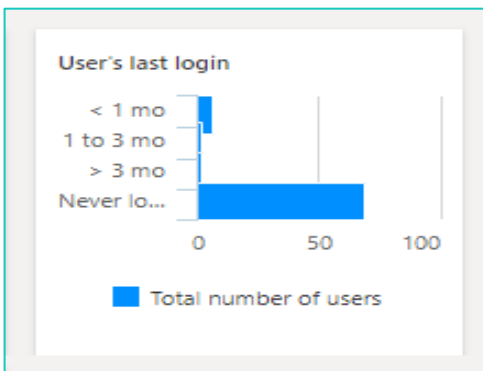 User's last login
< 1 mo
1 to 3 mo
> 3 mo
Never lo...
0 50 100
Total number of users